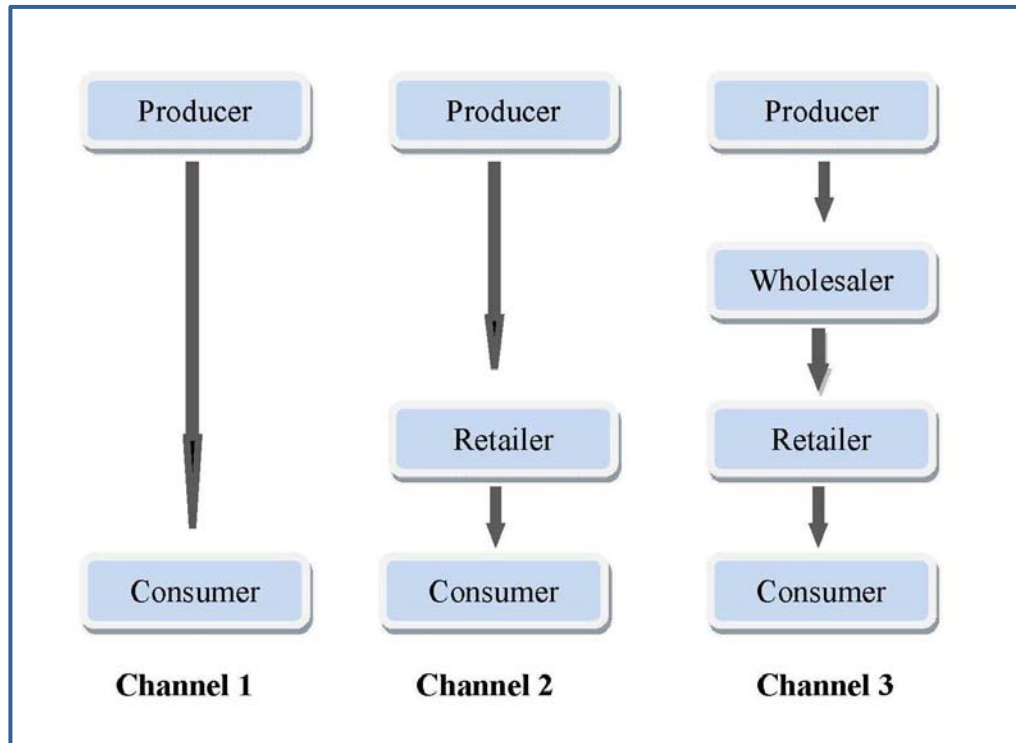 Producer
Producer
Producer
Wholesaler
Retailer
Retailer
Consumer
Consumer
Consumer
Channel 1
Channel 2
Channel 3